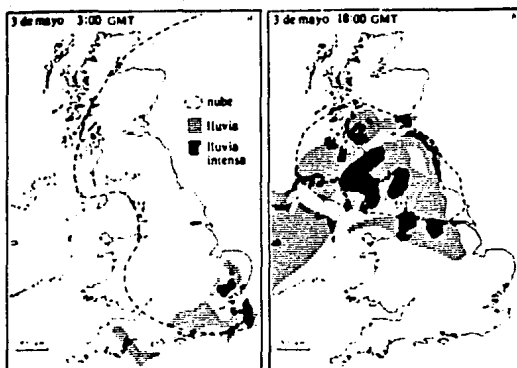 3 de mayo 3:00 GMT
nube
lluvia
lluvia
intensa
3 de mayo 18:00 GMT